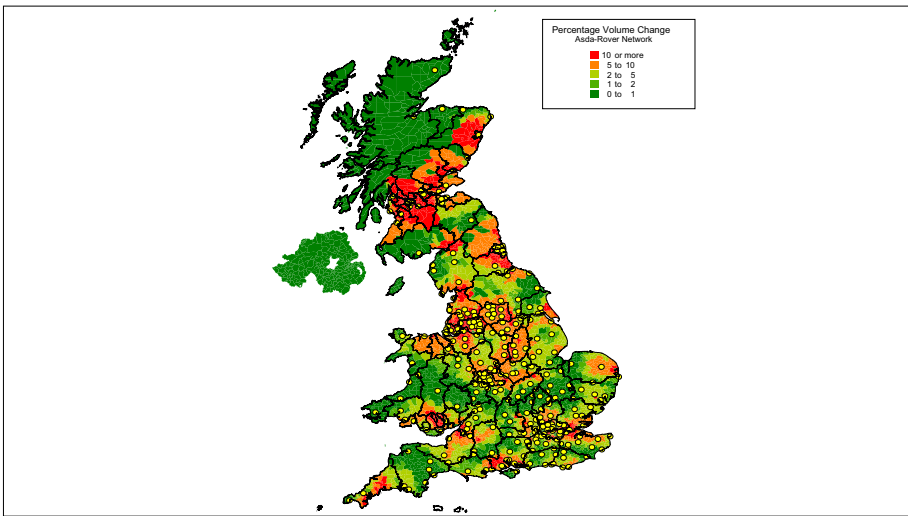 Percentage Volume Change
Asda-Rover Network
10 or more
5 to 10
2 to 5
1 to 2
0 to 1